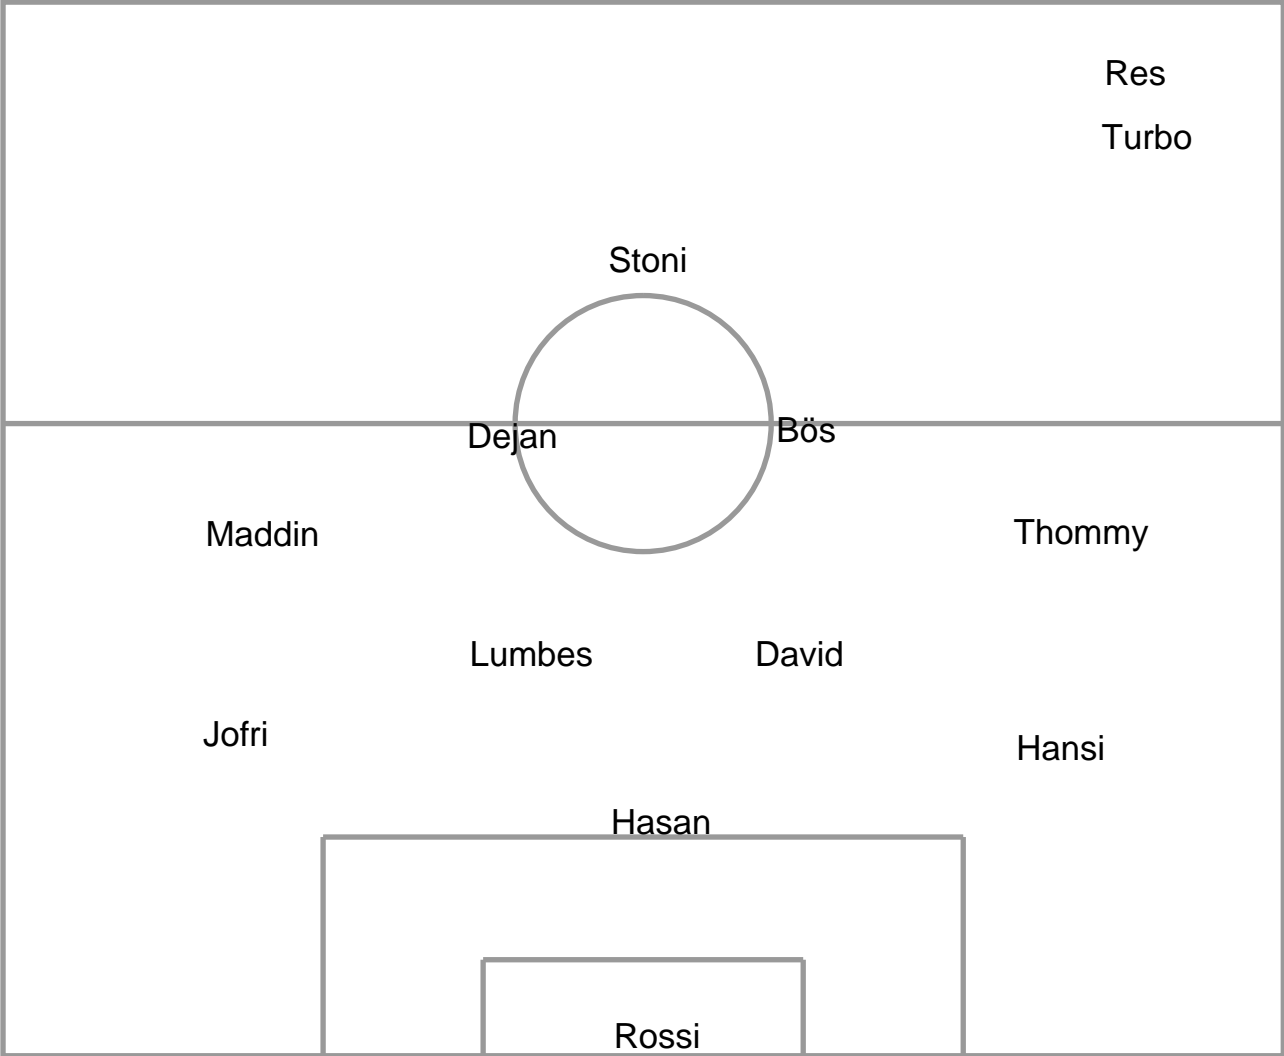 Res
Turbo
Stoni
Dejan Bös
Maddin Thommy
Lumbes David
Jofri Hansi
Hasan
Rossi